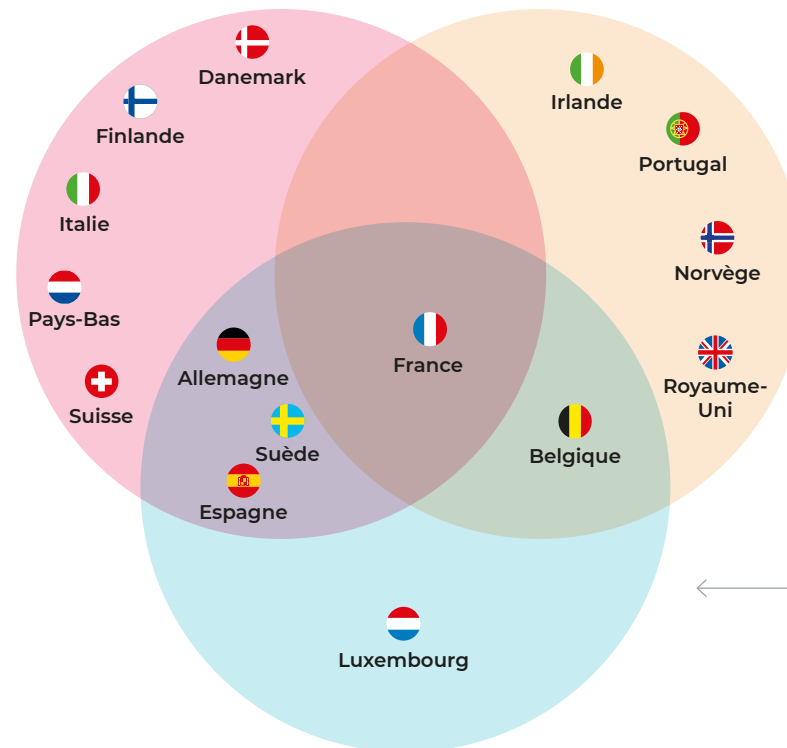 Danemark
Irlande
Finlande
Portugal
Italie
Norvège
Pays-Bas
France
Allemagne
Royaume-
Uni
Suisse
Suède
Belgique
Espagne
Luxembourg